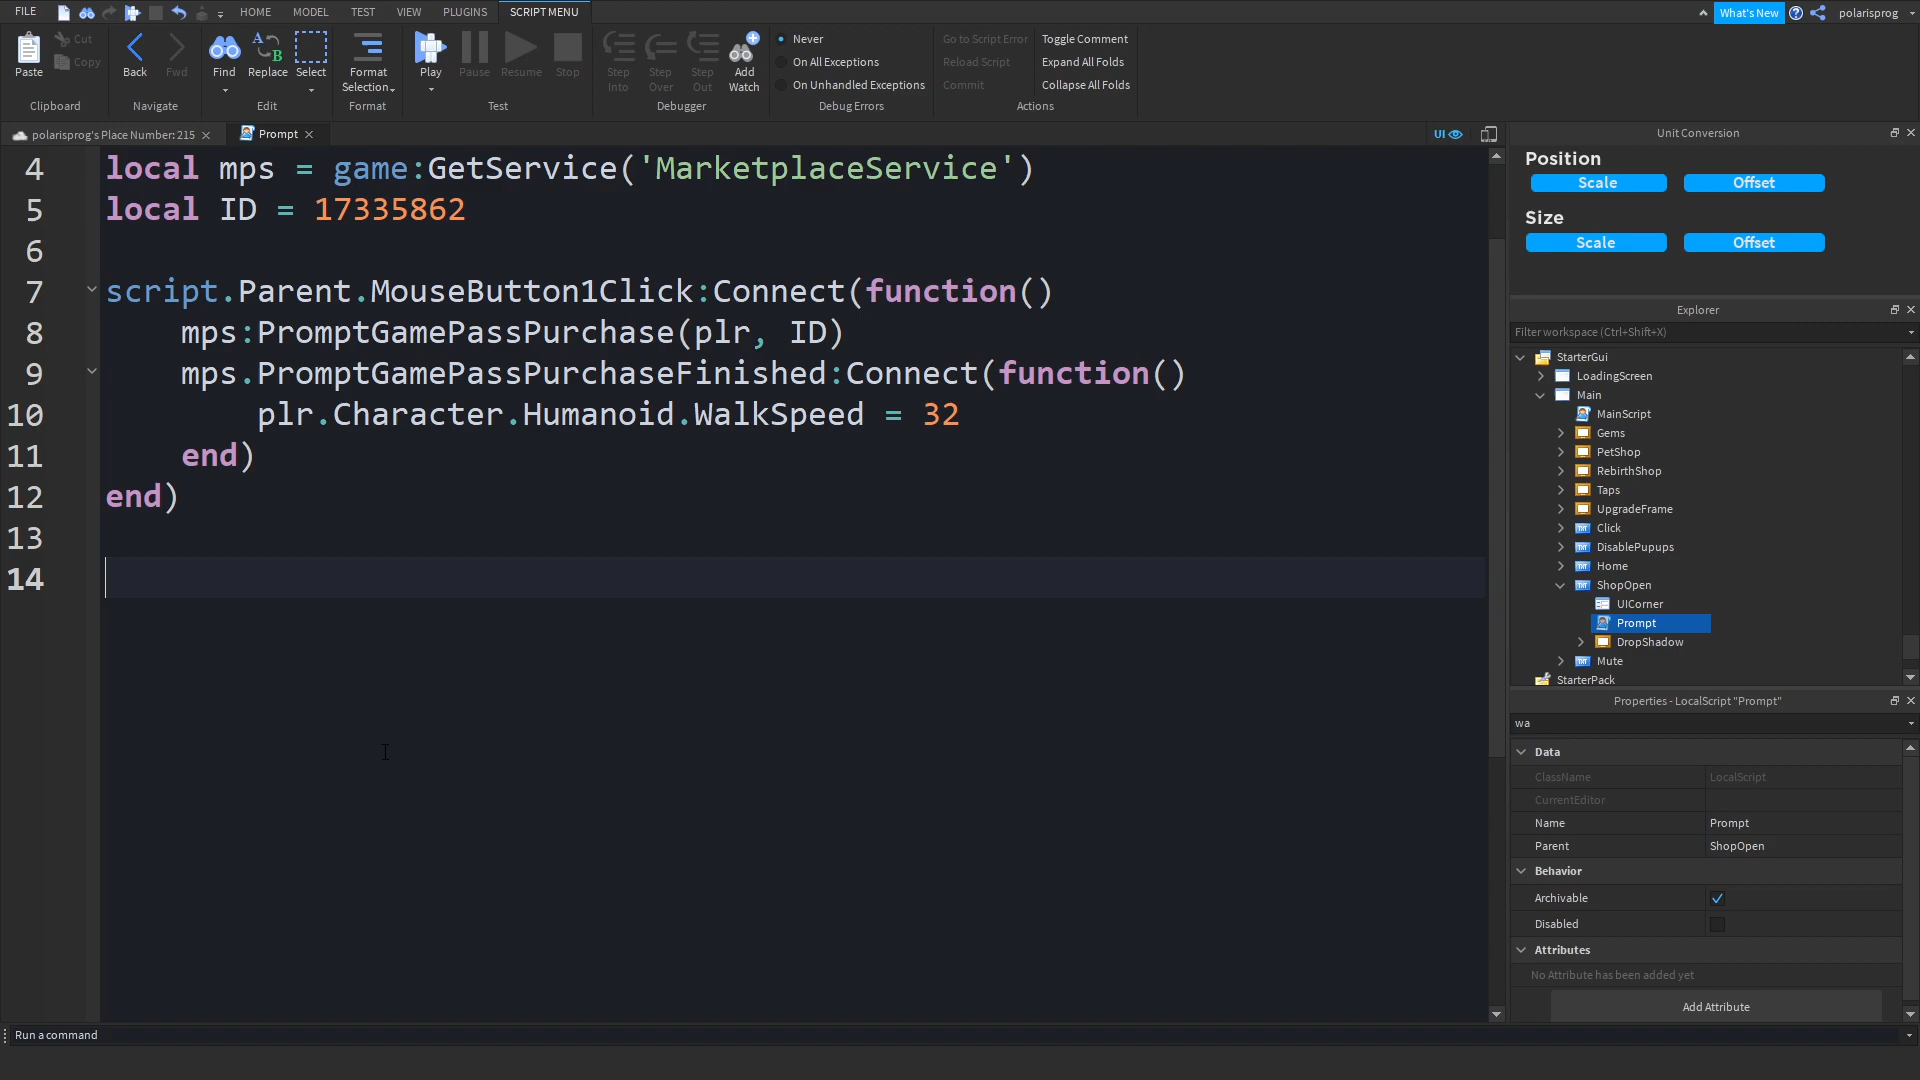 FILE
HOME
MODEL
TEST
VIEW
PLUGINS
SCRIPT MENU
What's New
polarisprog
Paste
Cut
Copy
Clipboard
Back
Fwd
Navigate
Find
Replace
Select
Edit
Format
Selection
Format
Play
Pause
Resume
Stop
Test
Step
Into
Step
Over
Step
Out
Add
Watch
Debugger
Never
On All Exceptions
On Unhandled Exceptions
Debug Errors
Go to Script Error
Reload Script
Commit
Toggle Comment
Expand All Folds
Collapse All Folds
Actions
polarisprog's Place Number: 215
Prompt
UI
4 local mps = game:GetService('MarketplaceService')
5 local ID = 17335862
6
7 script.Parent.MouseButton1Click:Connect(function()
8 mps:PromptGamePassPurchase(plr, ID)
9 mps.PromptGamePassPurchaseFinished:Connect(function()
10 plr.Character.Humanoid.WalkSpeed = 32
11 end)
12 end)
13
14
Unit Conversion
Position
Scale Offset
Size
Scale Offset
Explorer
Filter workspace (Ctrl+Shift+X)
StarterGui
LoadingScreen
Main
MainScript
Gems
PetShop
RebirthShop
Taps
UpgradeFrame
Click
DisablePupups
Home
ShopOpen
UICorner
Prompt
DropShadow
Mute
StarterPack
Properties - LocalScript "Prompt"
wa
Data
ClassName LocalScript
CurrentEditor
Name Prompt
Parent ShopOpen
Behavior
Archivable
Disabled
Attributes
No Attribute has been added yet
Add Attribute
Run a command